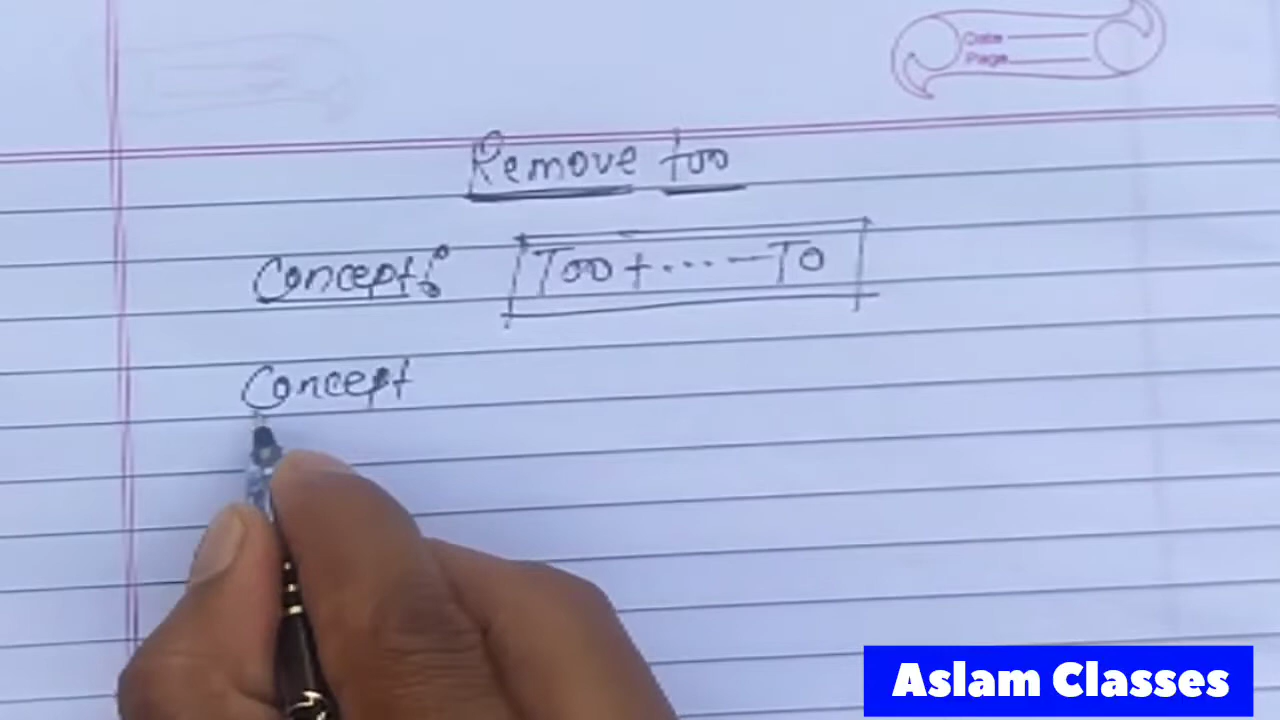 Date
Page
Remove too
Concept: Too + ....-To
Concept
Aslam Classes